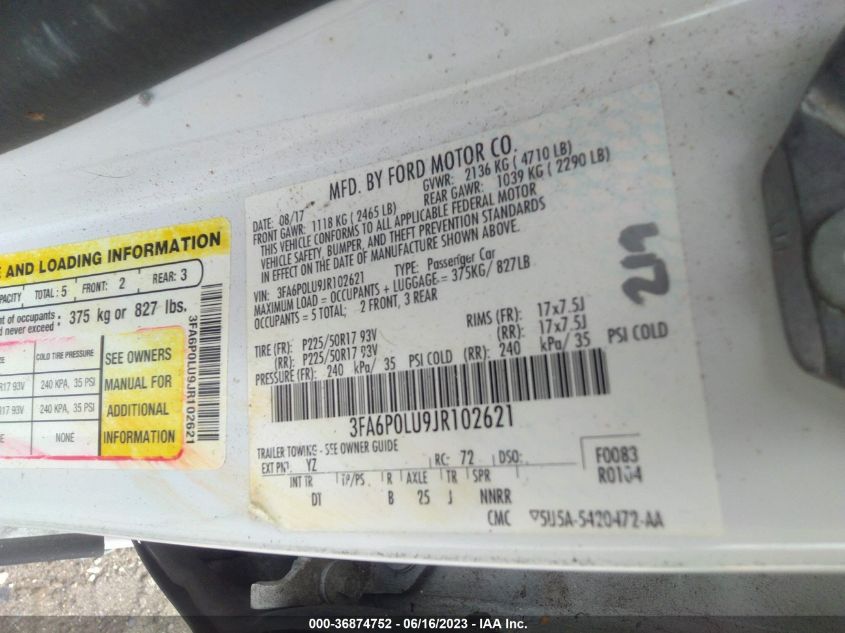 E AND LOADING INFORMATION
PACITY TOTAL: 5 FRONT: 2 REAR: 3
nt of occupants
d never exceed : 375 kg or 827 lbs.
ZE COLD TIRE PRESSURE SEE OWNERS
R17 93V 240 KPA, 35 PSI MANUAL FOR
R17 93V 240 KPA, 35 PSI ADDITIONAL
NONE INFORMATION
3FA6P0LU9JR102621
MFD. BY FORD MOTOR CO.
DATE: 08/17 GVWR: 2136 KG ( 4710 LB)
FRONT GAWR: 1118 KG ( 2465 LB) REAR GAWR: 1039 KG ( 2290 LB)
THIS VEHICLE CONFORMS TO ALL APPLICABLE FEDERAL MOTOR
VEHICLE SAFETY, BUMPER, AND THEFT PREVENTION STANDARDS
IN EFFECT ON THE DATE OF MANUFACTURE SHOWN ABOVE.
VIN: 3FA6P0LU9JR102621 TYPE: Passenger Car
MAXIMUM LOAD = OCCUPANTS + LUGGAGE = 375KG/ 827LB
OCCUPANTS = 5 TOTAL; 2 FRONT, 3 REAR
TIRE (FR): P225/50R17 93V RIMS (FR): 17x7.5J
(RR): P225/50R17 93V (RR): 17x7.5J
PRESSURE (FR): 240 kPa/ 35 PSI COLD (RR): 240 kPa/ 35 PSI COLD
3FA6P0LU9JR102621
TRAILER TOWING - SEE OWNER GUIDE
EXT PNT: YZ RC: 72 DSO: F0083
INT TR TP/PS R AXLE TR SPR R0104
DT B 25 J NNRR
CMC SU5A-5420472-AA
000-36874752 - 06/16/2023 - IAA Inc.